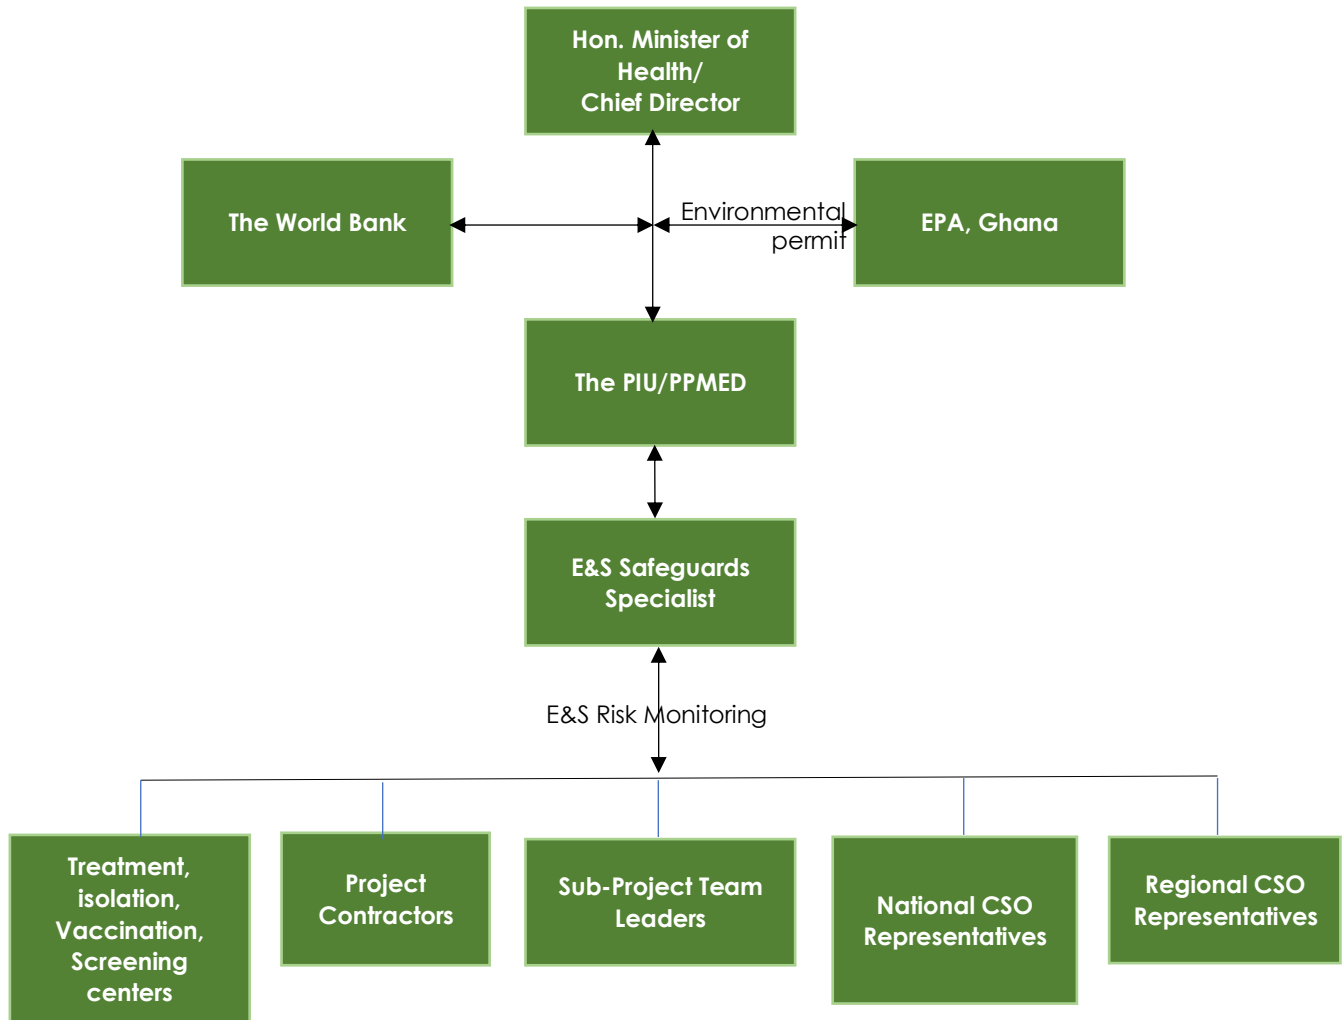 Hon. Minister of
Health/
Chief Director
The World Bank
Environmental
permit
EPA, Ghana
The PIU/PPMED
E&S Safeguards
Specialist
E&S Risk Monitoring
Treatment,
isolation,
Vaccination,
Screening
centers
Project
Contractors
Sub-Project Team
Leaders
National CSO
Representatives
Regional CSO
Representatives